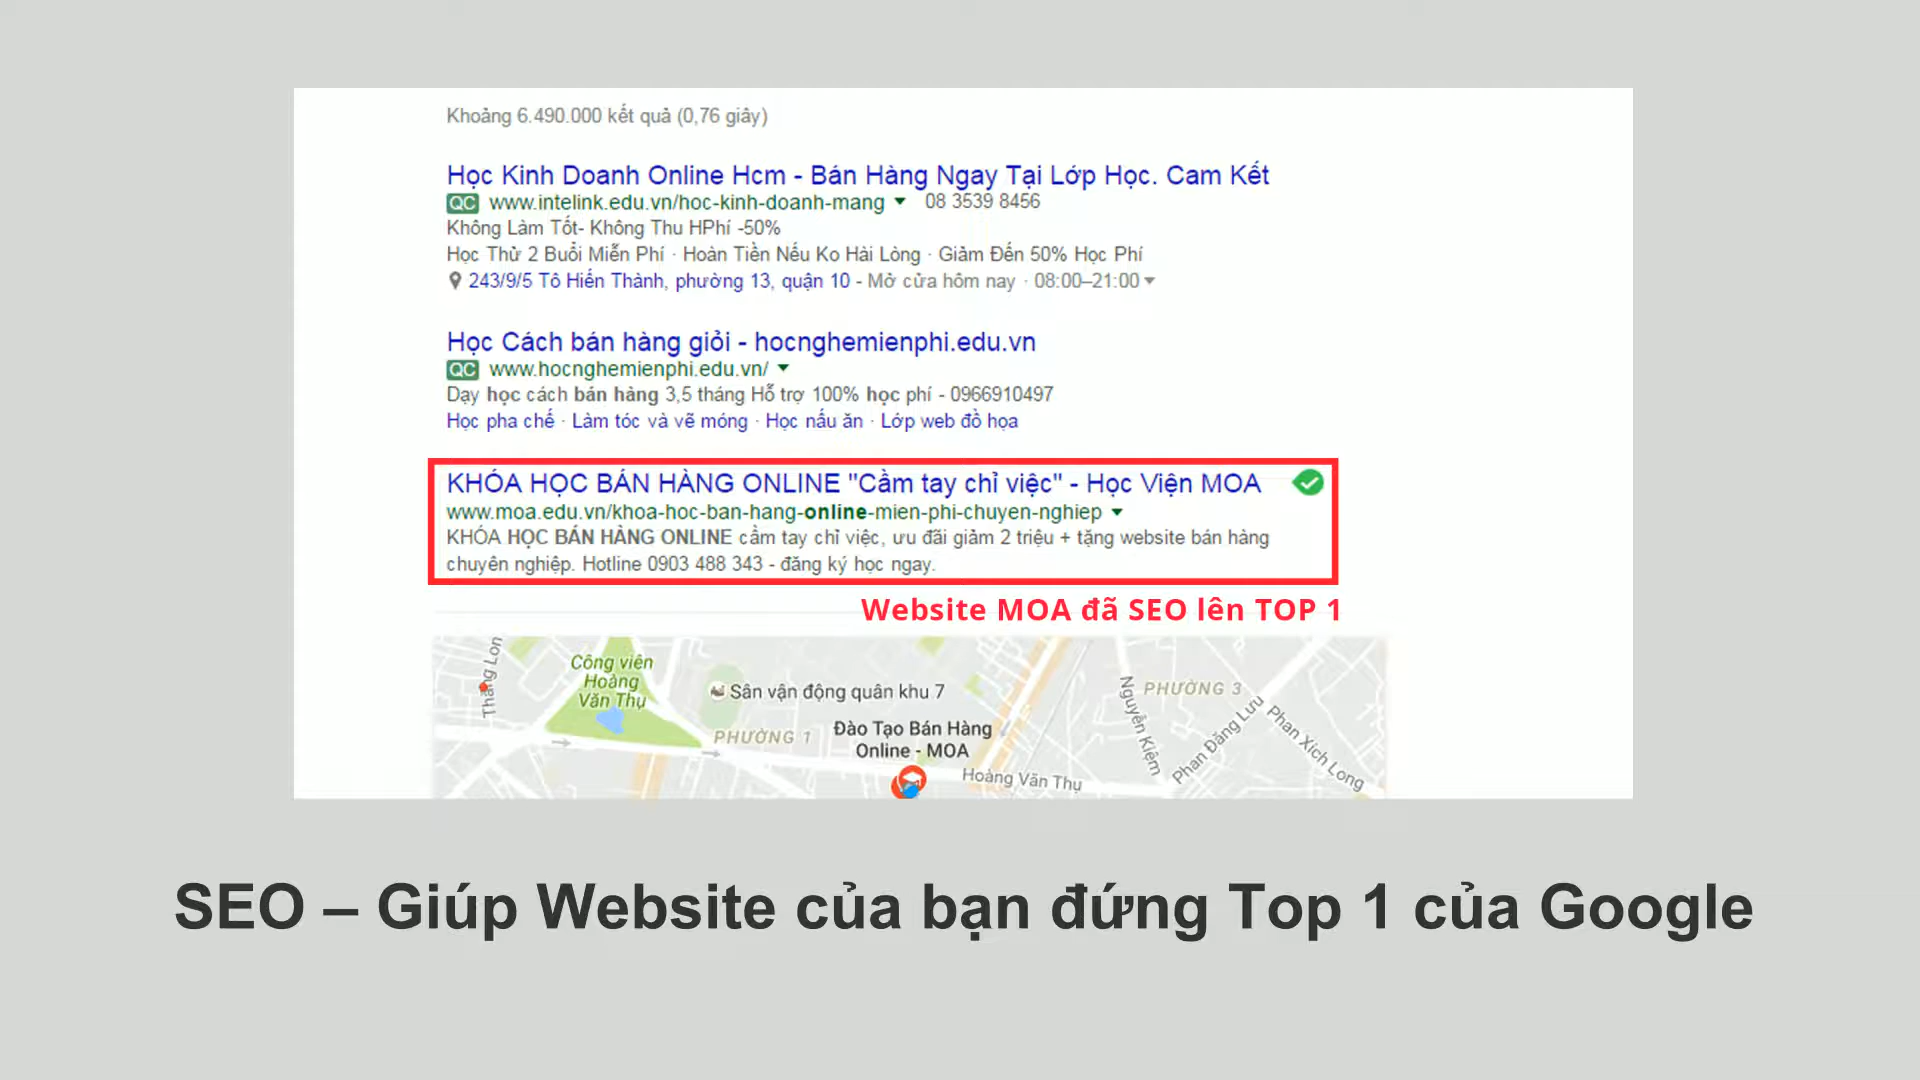 Khoảng 6.490.000 kết quả (0,76 giây)
Học Kinh Doanh Online Hcm - Bán Hàng Ngay Tại Lớp Học. Cam Kết
QC www.intelink.edu.vn/hoc-kinh-doanh-mang 08 3539 8456
Không Làm Tốt- Không Thu HPhí -50%
Học Thử 2 Buổi Miễn Phí · Hoàn Tiền Nếu Ko Hài Lòng · Giảm Đến 50% Học Phí
243/9/5 Tô Hiến Thành, phường 13, quận 10 - Mở cửa hôm nay · 08:00–21:00
Học Cách bán hàng giỏi - hocnghemienphi.edu.vn
QC www.hocnghemienphi.edu.vn/
Dạy học cách bán hàng 3,5 tháng Hỗ trợ 100% học phí - 0966910497
Học pha chế · Làm tóc và vẽ móng · Học nấu ăn · Lớp web đồ họa
KHÓA HỌC BÁN HÀNG ONLINE "Cầm tay chỉ việc" - Học Viện MOA
www.moa.edu.vn/khoa-hoc-ban-hang-online-mien-phi-chuyen-nghiep
KHÓA HỌC BÁN HÀNG ONLINE cầm tay chỉ việc, ưu đãi giảm 2 triệu + tặng website bán hàng
chuyên nghiệp. Hotline 0903 488 343 - đăng ký học ngay.
Website MOA đã SEO lên TOP 1
Thăng Lon
Công viên
Hoàng
Văn Thụ
Sân vận động quân khu 7
PHƯỜNG 1
Đào Tạo Bán Hàng
Online - MOA
Hoàng Văn Thụ
Nguyễn Kiệm
PHƯỜNG 3
Phan Đăng Lưu
Phan Xích Long
SEO – Giúp Website của bạn đứng Top 1 của Google